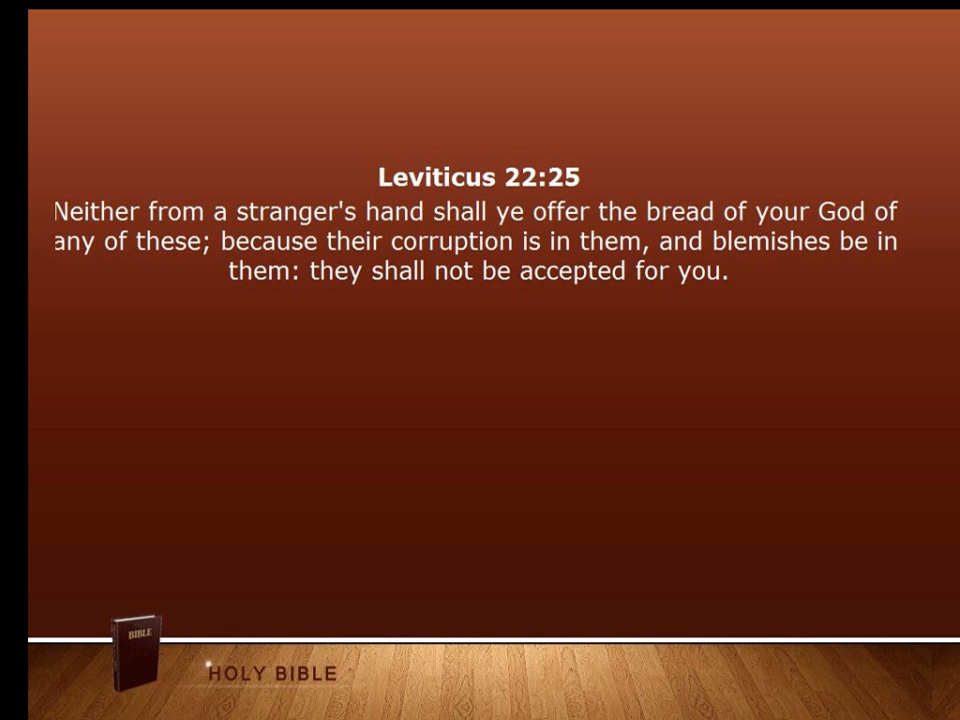 Leviticus 22:25
Neither from a stranger's hand shall ye offer the bread of your God of
any of these; because their corruption is in them, and blemishes be in
them: they shall not be accepted for you.
BIBLE
HOLY BIBLE